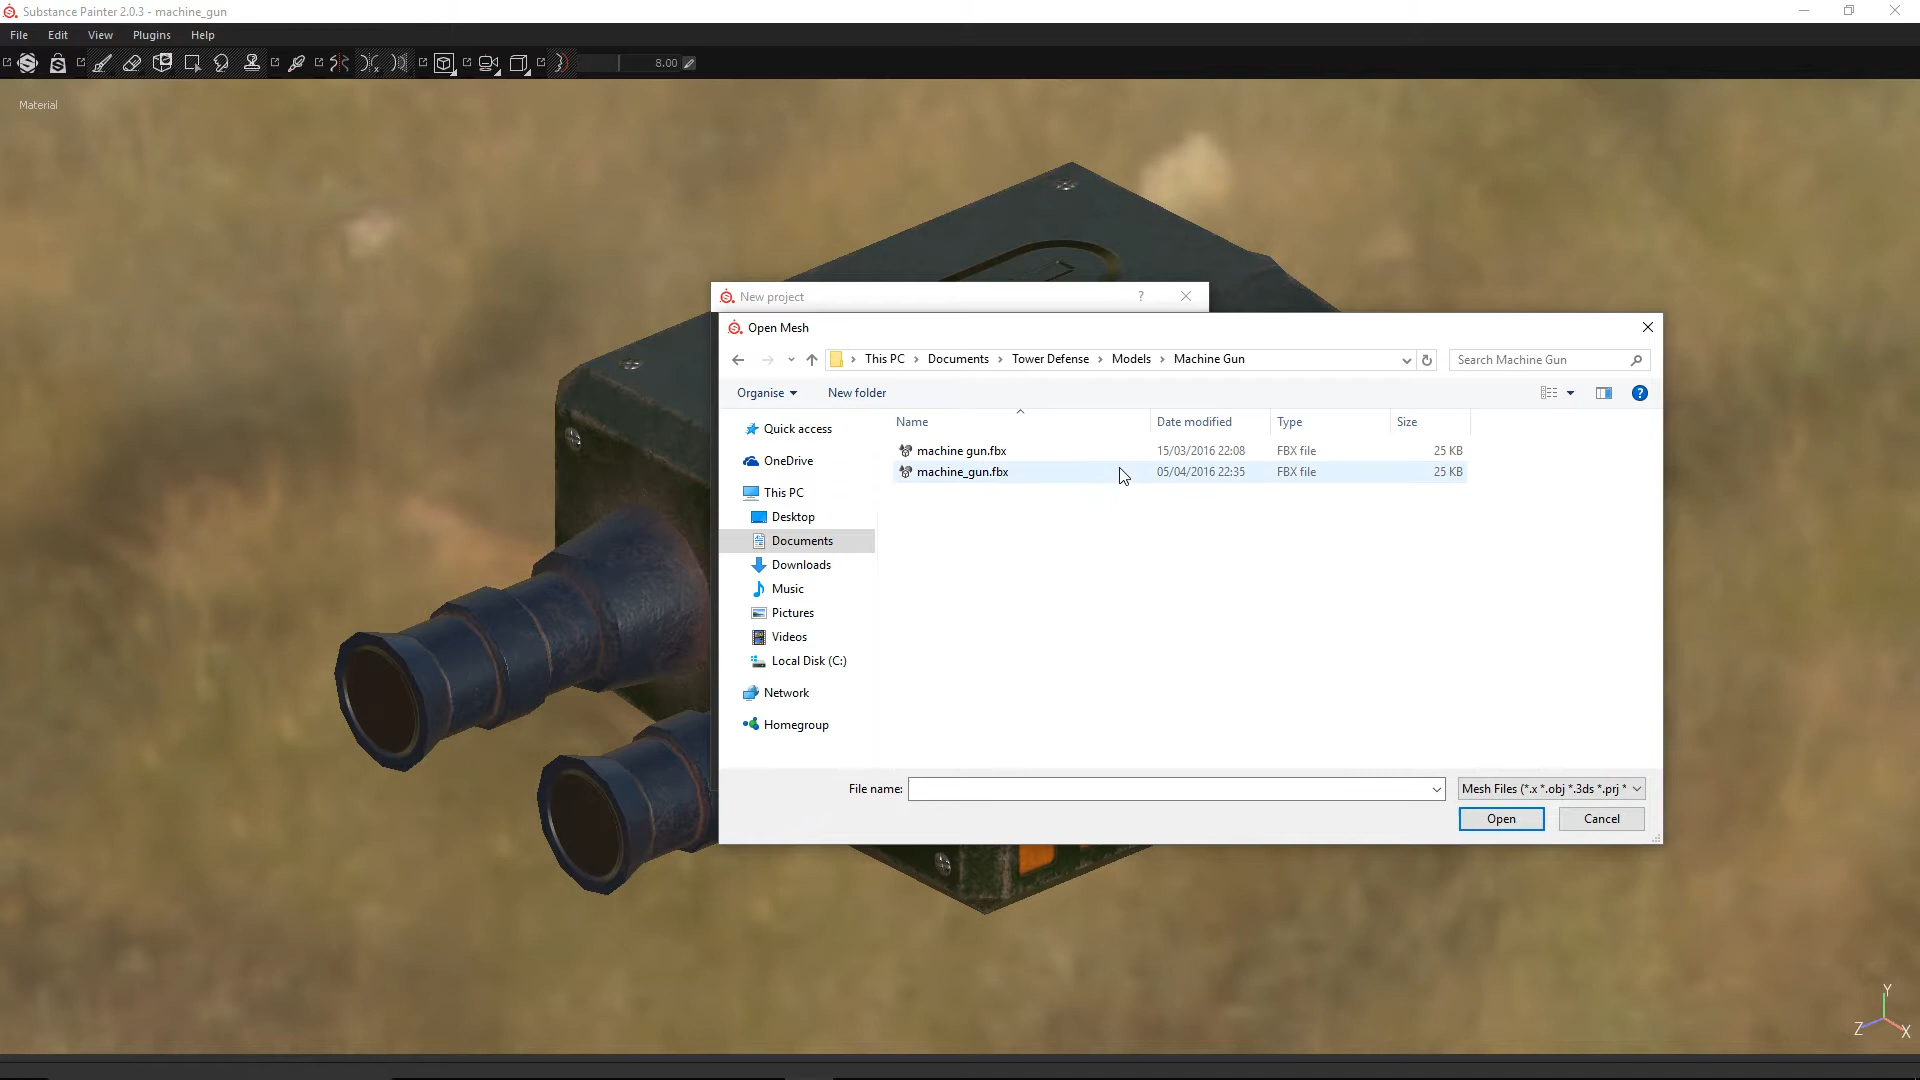 Substance Painter 2.0.3 - machine_gun
File Edit View Plugins Help
8.00
Material
New project
Open Mesh
This PC Documents Tower Defense Models Machine Gun
Search Machine Gun
Organise New folder
Name Date modified Type Size
Quick access
OneDrive
This PC
Desktop
Documents
Downloads
Music
Pictures
Videos
Local Disk (C:)
Network
Homegroup
machine gun.fbx 15/03/2016 22:08 FBX file 25 KB
machine_gun.fbx 05/04/2016 22:35 FBX file 25 KB
File name:
Mesh Files (*.x *.obj *.3ds *.prj *
Open Cancel
Y
Z X